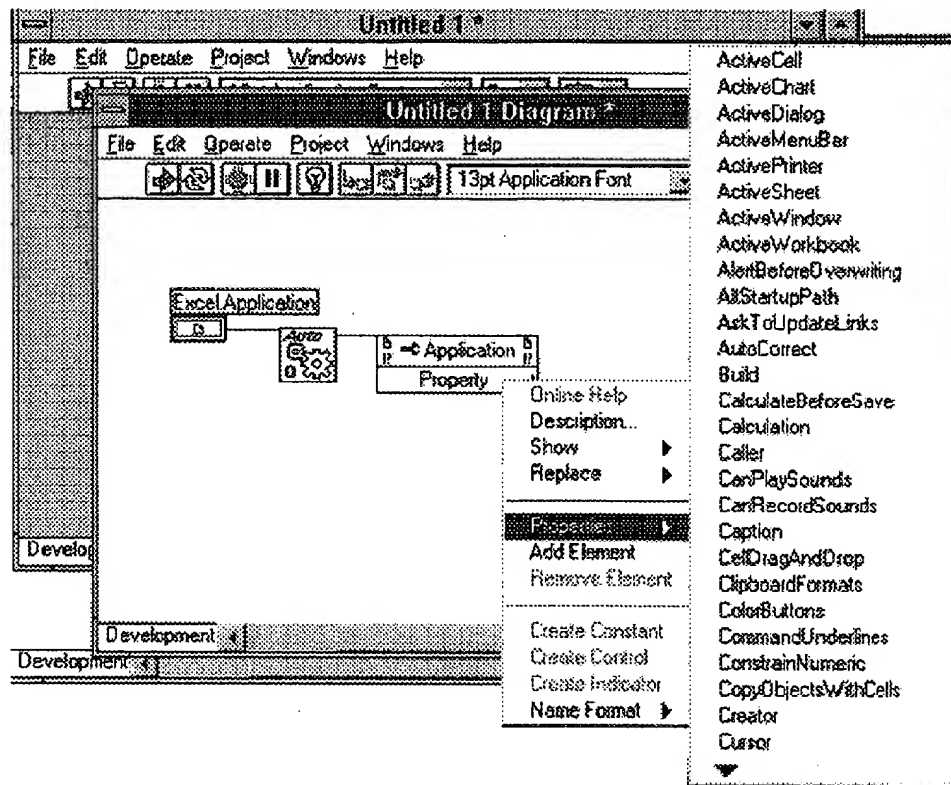 Untitled 1 *
File Edit Operate Project Windows Help
Untitled 1 Diagram *
File Edit Operate Project Windows Help
13pt Application Font
Excel.Application
Auto
Application
Property
Online Help
Description...
Show
Replace
Properties
Add Element
Remove Element
Create Constant
Create Control
Create Indicator
Name Format
ActiveCell
ActiveChart
ActiveDialog
ActiveMenuBar
ActivePrinter
ActiveSheet
ActiveWindow
ActiveWorkbook
AlertBeforeOverwriting
AltStartupPath
AskToUpdateLinks
AutoCorrect
Build
CalculateBeforeSave
Calculation
Caller
CanPlaySounds
CanRecordSounds
Caption
CellDragAndDrop
ClipboardFormats
ColorButtons
CommandUnderlines
ConstrainNumeric
CopyObjectsWithCells
Creator
Cursor
Develop
Development
Development